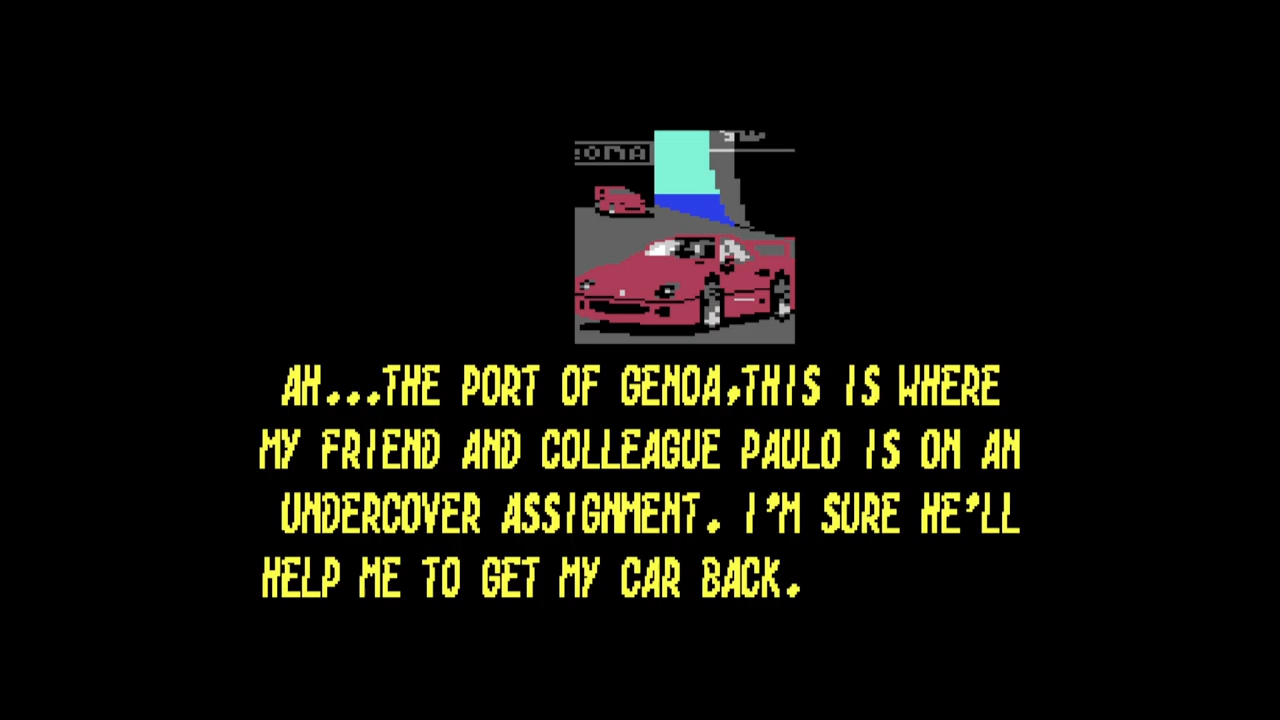 OMA
AH...THE PORT OF GENOA,THIS IS WHERE
MY FRIEND AND COLLEAGUE PAULO IS ON AN
UNDERCOVER ASSIGNMENT. I'M SURE HE'LL
HELP ME TO GET MY CAR BACK.